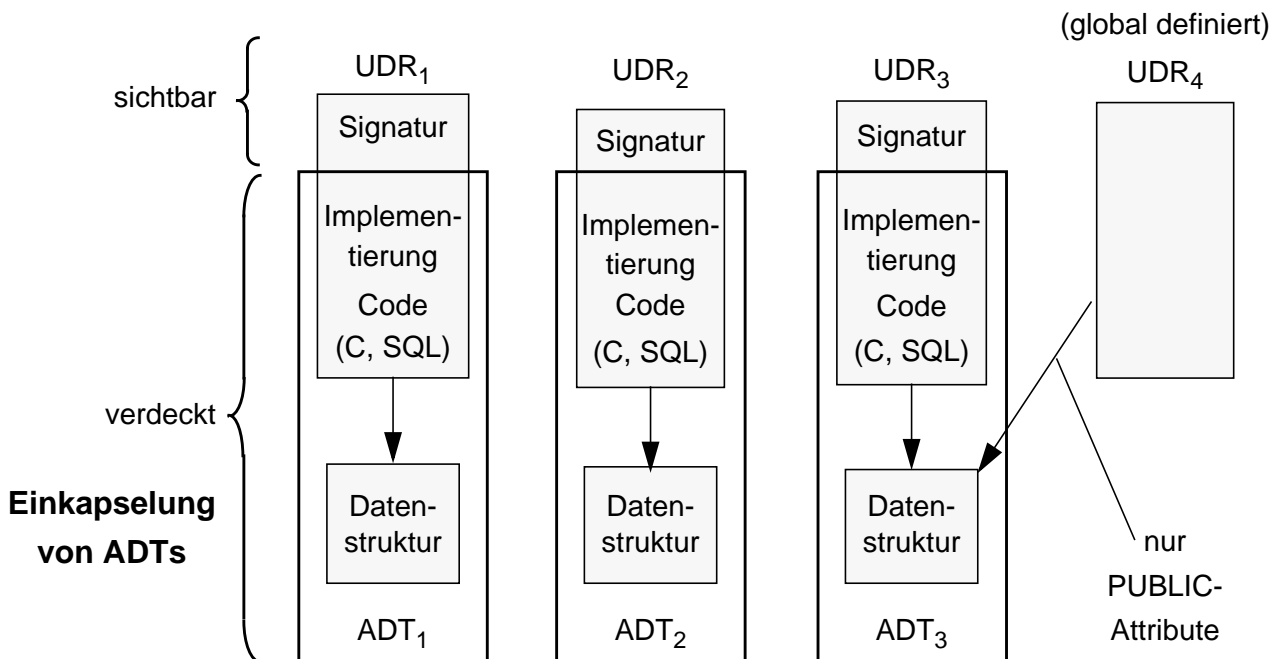 (global definiert)
UDR1
UDR2
UDR3
UDR4
sichtbar
Signatur
Signatur
Signatur
Implemen-
tierung
Code
(C, SQL)
Implemen-
tierung
Code
(C, SQL)
Implemen-
tierung
Code
(C, SQL)
verdeckt
Einkapselung
von ADTs
Daten-
struktur
Daten-
struktur
Daten-
struktur
nur
PUBLIC-
Attribute
ADT1
ADT2
ADT3